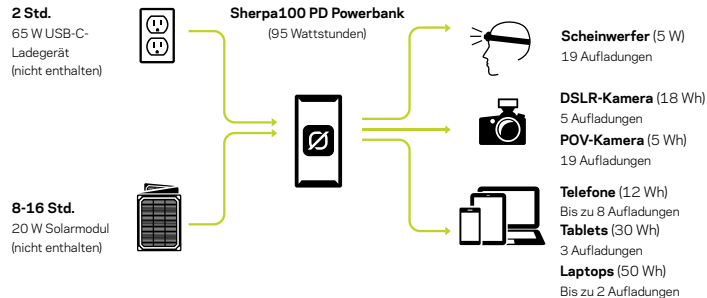 2 Std.
65 W USB-C-
Ladegerät
(nicht enthalten)
8-16 Std.
20 W Solarmodul
(nicht enthalten)
Sherpa100 PD Powerbank
(95 Wattstunden)
Scheinwerfer (5 W)
19 Aufladungen
DSLR-Kamera (18 Wh)
5 Aufladungen
POV-Kamera (5 Wh)
19 Aufladungen
Telefone (12 Wh)
Bis zu 8 Aufladungen
Tablets (30 Wh)
3 Aufladungen
Laptops (50 Wh)
Bis zu 2 Aufladungen